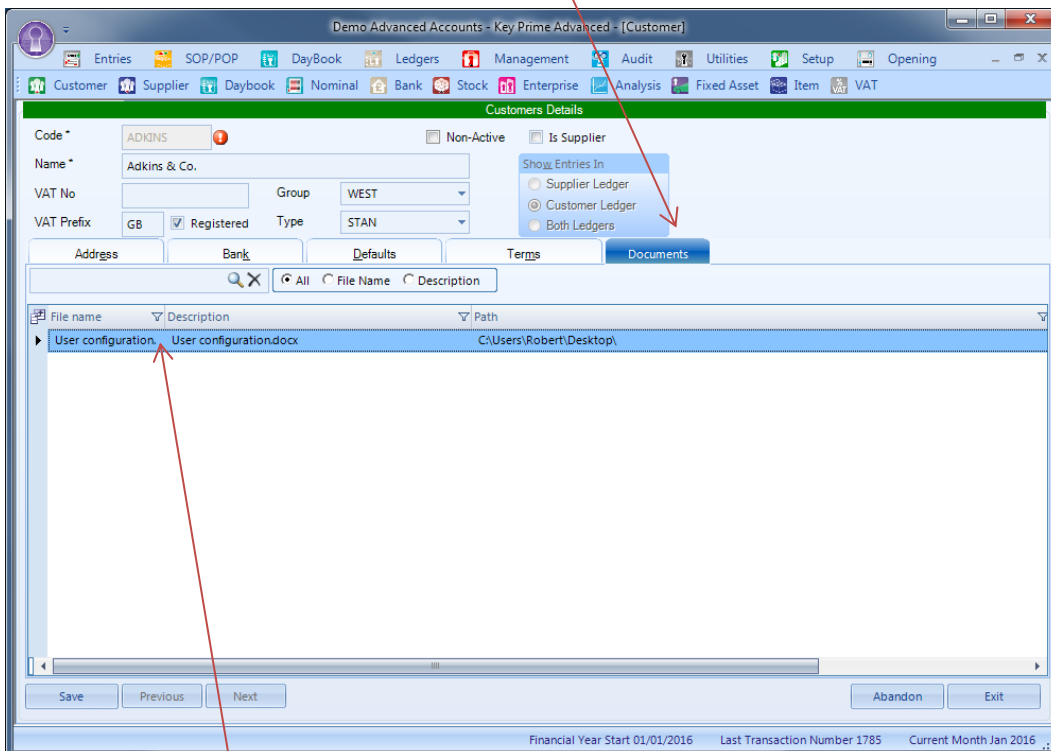 Demo Advanced Accounts - Key Prime Advanced - [Customer]
Entries SOP/POP DayBook Ledgers Management Audit Utilities Setup Opening
Customer Supplier Daybook Nominal Bank Stock Enterprise Analysis Fixed Asset Item VAT
Customers Details
Code * ADKINS Non-Active Is Supplier
Name * Adkins & Co. Show Entries In
Supplier Ledger
VAT No Group WEST
Customer Ledger
VAT Prefix GB Registered Type STAN Both Ledgers
Address Bank Defaults Terms Documents
All File Name Description
File name Description Path
User configuration. User configuration.docx C:\Users\Robert\Desktop\
Save Previous Next Abandon Exit
Financial Year Start 01/01/2016 Last Transaction Number 1785 Current Month Jan 2016